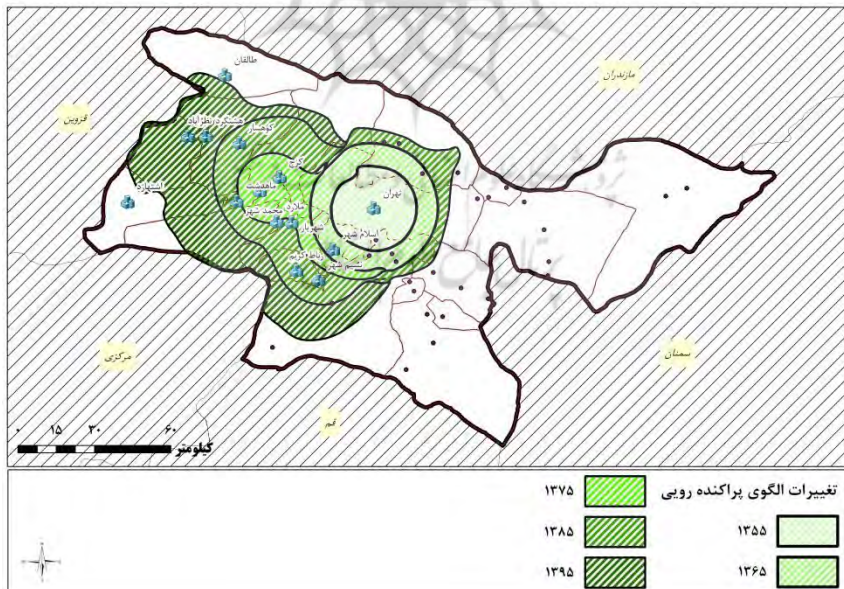 طالقان
مازندران
قزوین
هشتگرد
نظرآباد
کوهسار
کرج
ماهدشت
اشتهارد
تهران
محمد شهر
ملارد
شهریار
اسلام شهر
رباط کریم
نسیم شهر
مرکزی
سمنان
قم
۰ ۱۵ ۳۰ ۶۰
کیلومتر
تغییرات الگوی پراکنده رویی
۱۳۵۵
۱۳۶۵
۱۳۷۵
۱۳۸۵
۱۳۹۵